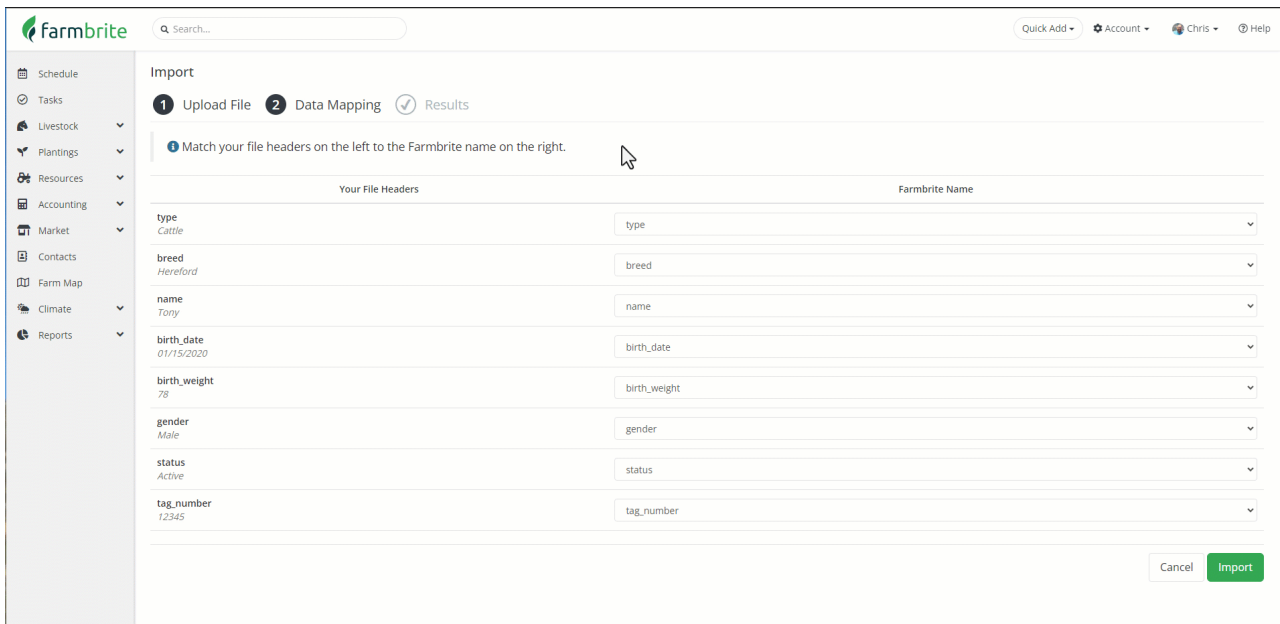 farmbrite
Search...
Quick Add
Account
Chris
Help
Schedule
Tasks
Livestock
Plantings
Resources
Accounting
Market
Contacts
Farm Map
Climate
Reports
Import
1 Upload File 2 Data Mapping Results
Match your file headers on the left to the Farmbrite name on the right.
Your File Headers Farmbrite Name
type
Cattle
type
breed
Hereford
breed
name
Tony
name
birth_date
01/15/2020
birth_date
birth_weight
78
birth_weight
gender
Male
gender
status
Active
status
tag_number
12345
tag_number
Cancel Import